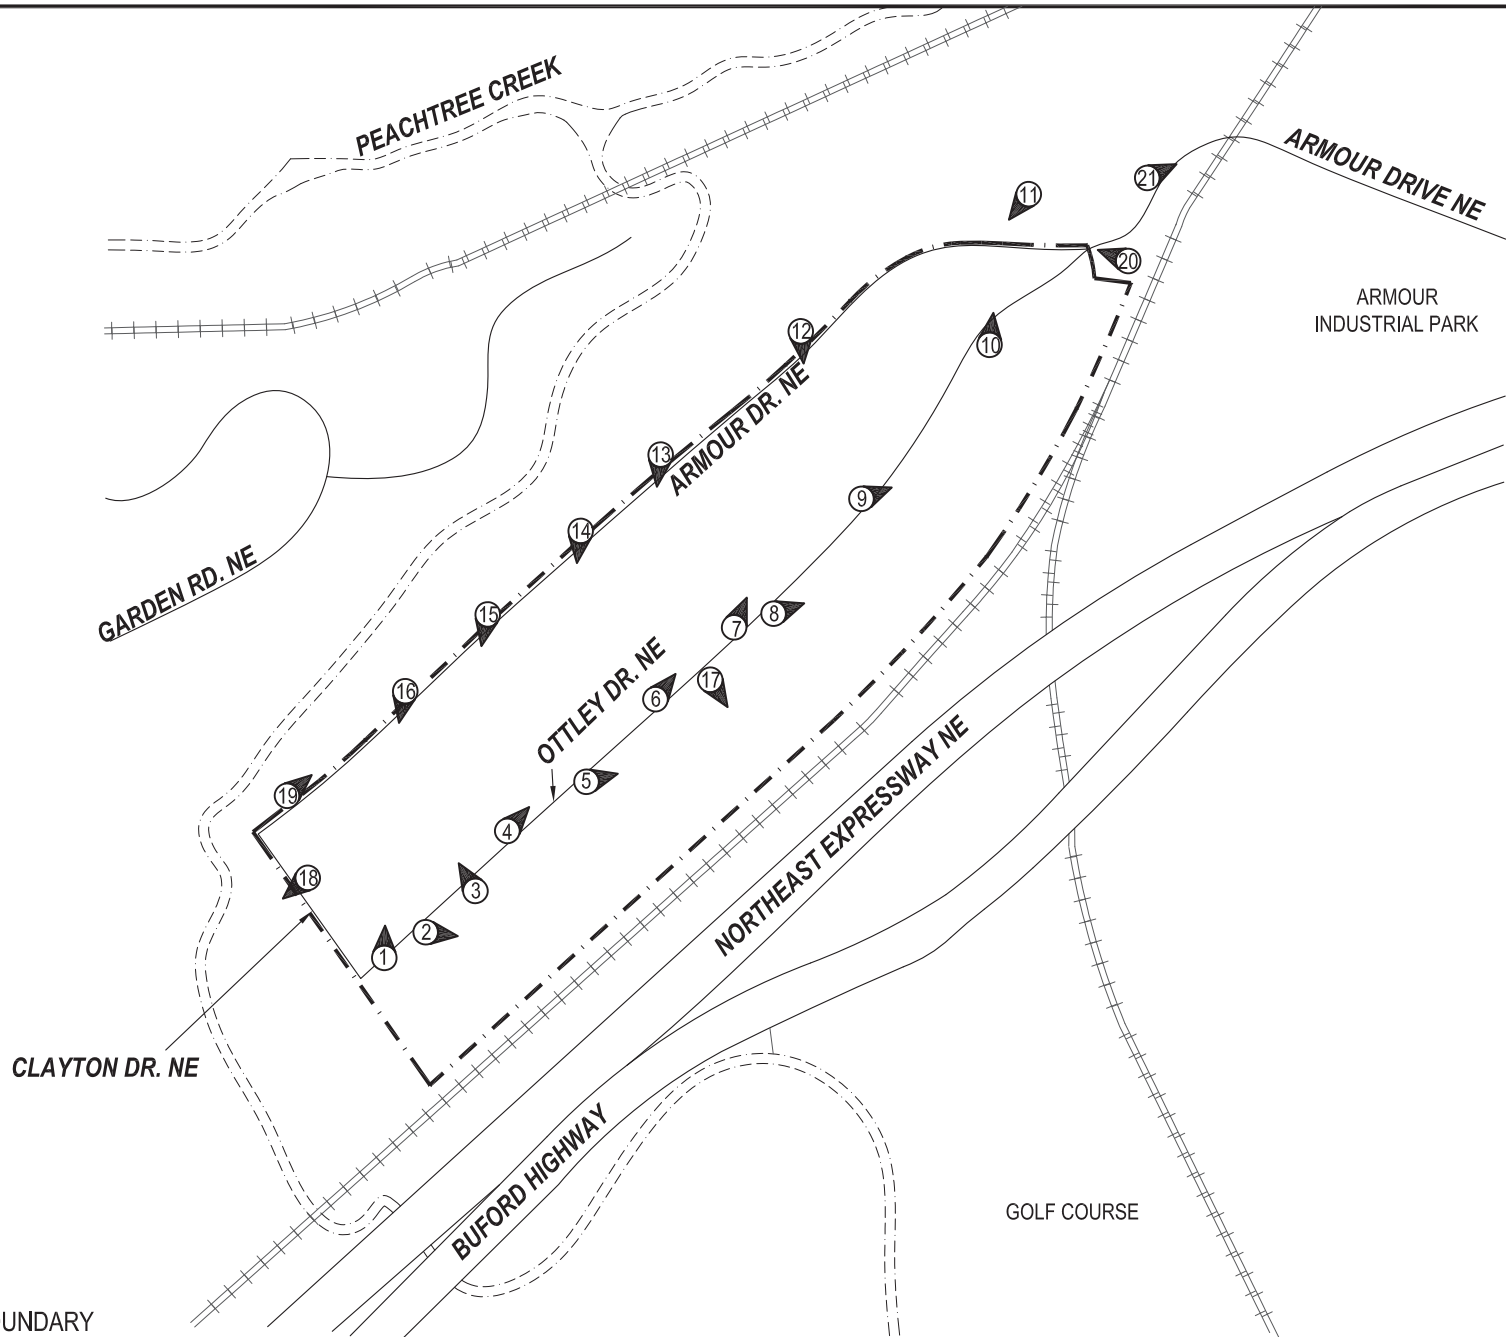 PEACHTREE CREEK
ARMOUR DRIVE NE
21
11
20
ARMOUR
INDUSTRIAL PARK
12
10
ARMOUR DR. NE
13
9
14
GARDEN RD. NE
15
8
7
OTTLEY DR. NE
17
16
6
5
19
4
NORTHEAST EXPRESSWAY NE
18
3
2
1
CLAYTON DR. NE
BUFORD HIGHWAY
GOLF COURSE
UNDARY